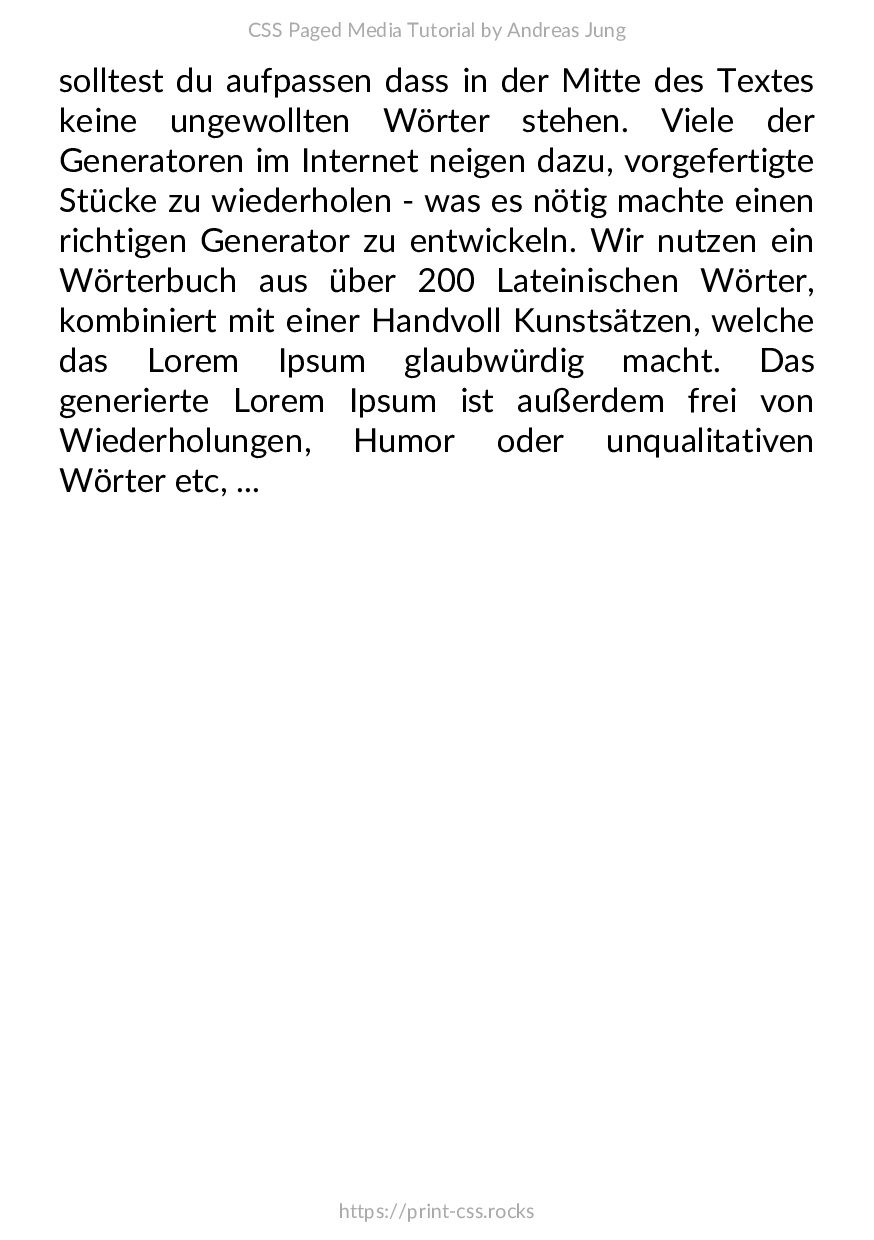 CSS Paged Media Tutorial by Andreas Jung
solltest du aufpassen dass in der Mitte des Textes
keine ungewollten Wörter stehen. Viele der
Generatoren im Internet neigen dazu, vorgefertigte
Stücke zu wiederholen - was es nötig machte einen
richtigen Generator zu entwickeln. Wir nutzen ein
Wörterbuch aus über 200 Lateinischen Wörter,
kombiniert mit einer Handvoll Kunstsätzen, welche
das Lorem Ipsum glaubwürdig macht. Das
generierte Lorem Ipsum ist außerdem frei von
Wiederholungen, Humor oder unqualitativen
Wörter etc, ...
https://print-css.rocks